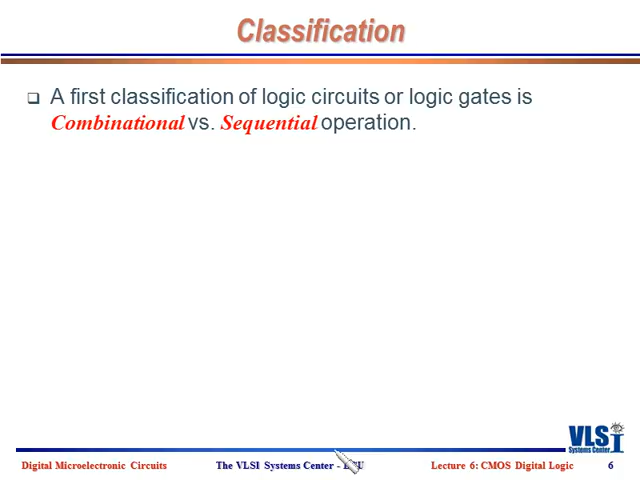 Classification
A first classification of logic circuits or logic gates is
Combinational vs. Sequential operation.
VLSI
Systems Center
Digital Microelectronic Circuits
The VLSI Systems Center -
Lecture 6: CMOS Digital Logic
6